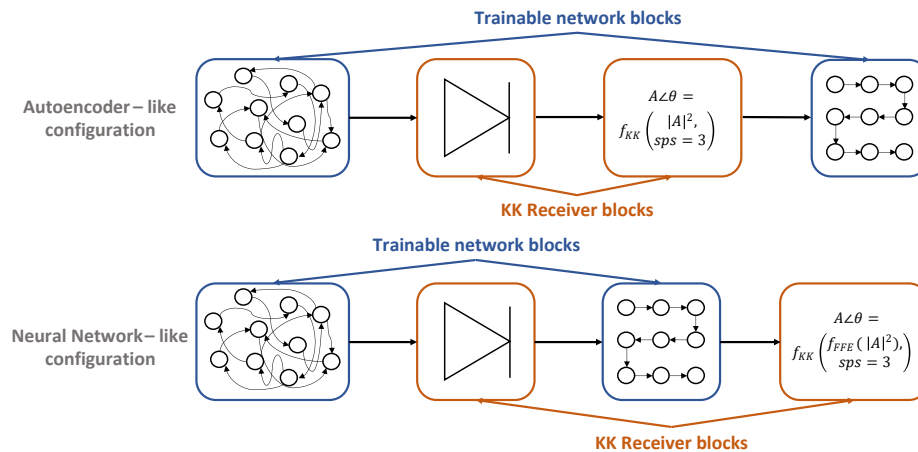 Trainable network blocks
Autoencoder – like
configuration
A∠θ =
f_KK ( |A|²,
sps = 3 )
KK Receiver blocks
Trainable network blocks
Neural Network – like
configuration
A∠θ =
f_KK ( f_FFE ( |A|²),
sps = 3 )
KK Receiver blocks